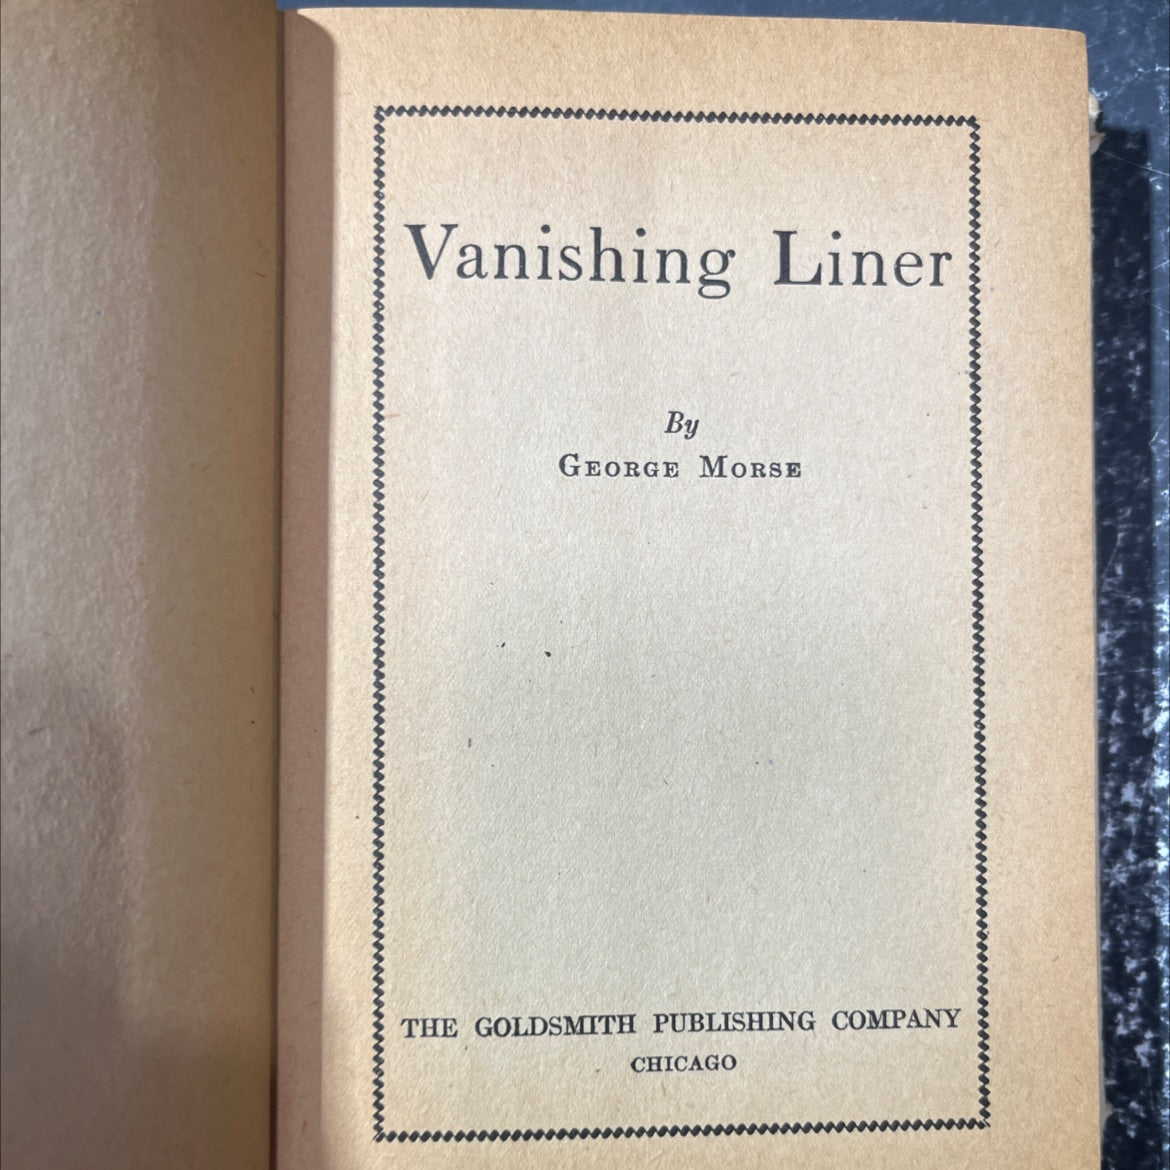 Vanishing Liner
By
GEORGE MORSE
THE GOLDSMITH PUBLISHING COMPANY
CHICAGO